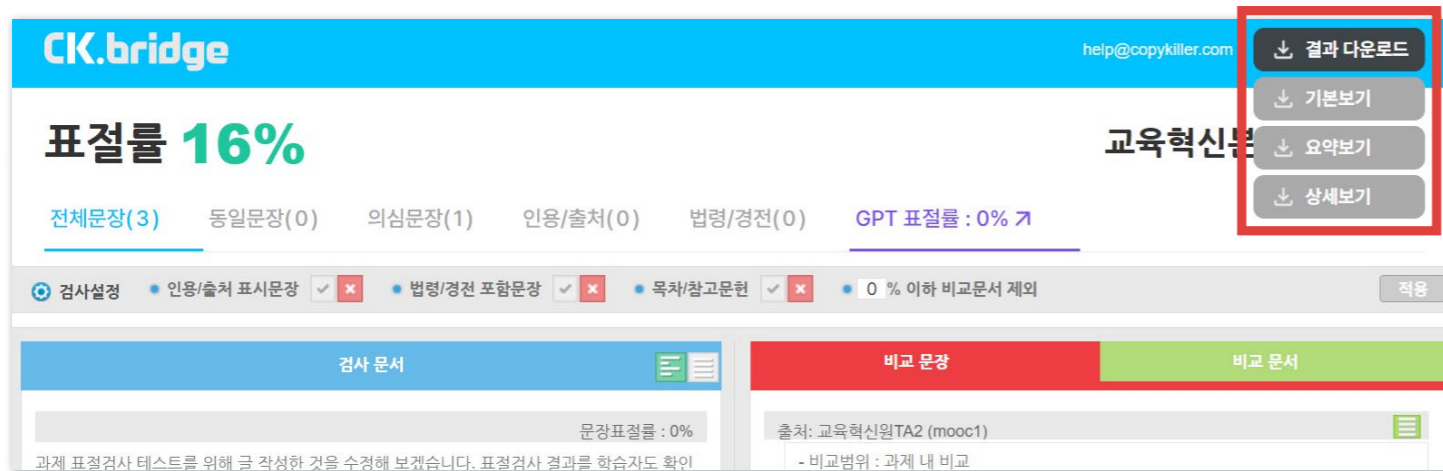 CK.bridge
help@copykiller.com
결과 다운로드
기본보기
요약보기
상세보기
표절률 16%
교육혁신
전체문장(3) 동일문장(0) 의심문장(1) 인용/출처(0) 법령/경전(0) GPT 표절률 : 0%
검사설정 인용/출처 표시문장 법령/경전 포함문장 목차/참고문헌 0 % 이하 비교문서 제외 적용
검사 문서 비교 문장 비교 문서
문장표절률 : 0%
과제 표절검사 테스트를 위해 글 작성한 것을 수정해 보겠습니다. 표절검사 결과를 학습자도 확인
출처: 교육혁신원TA2 (mooc1)
- 비교범위 : 과제 내 비교